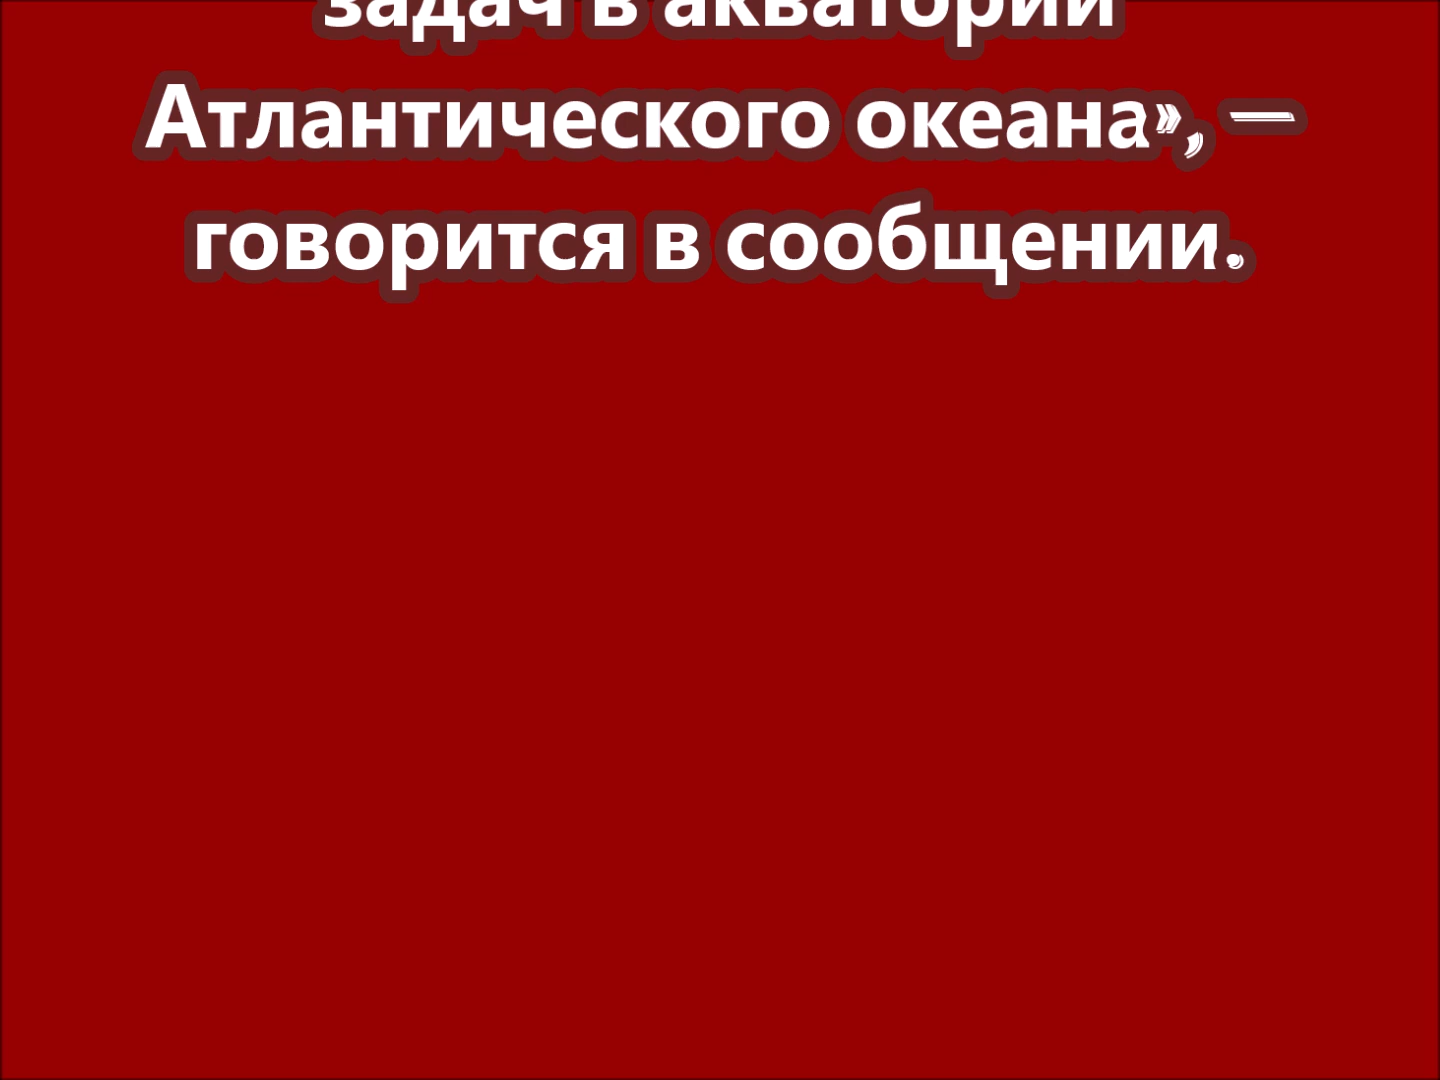 задач в акватории
Атлантического океана», —
говорится в сообщении.